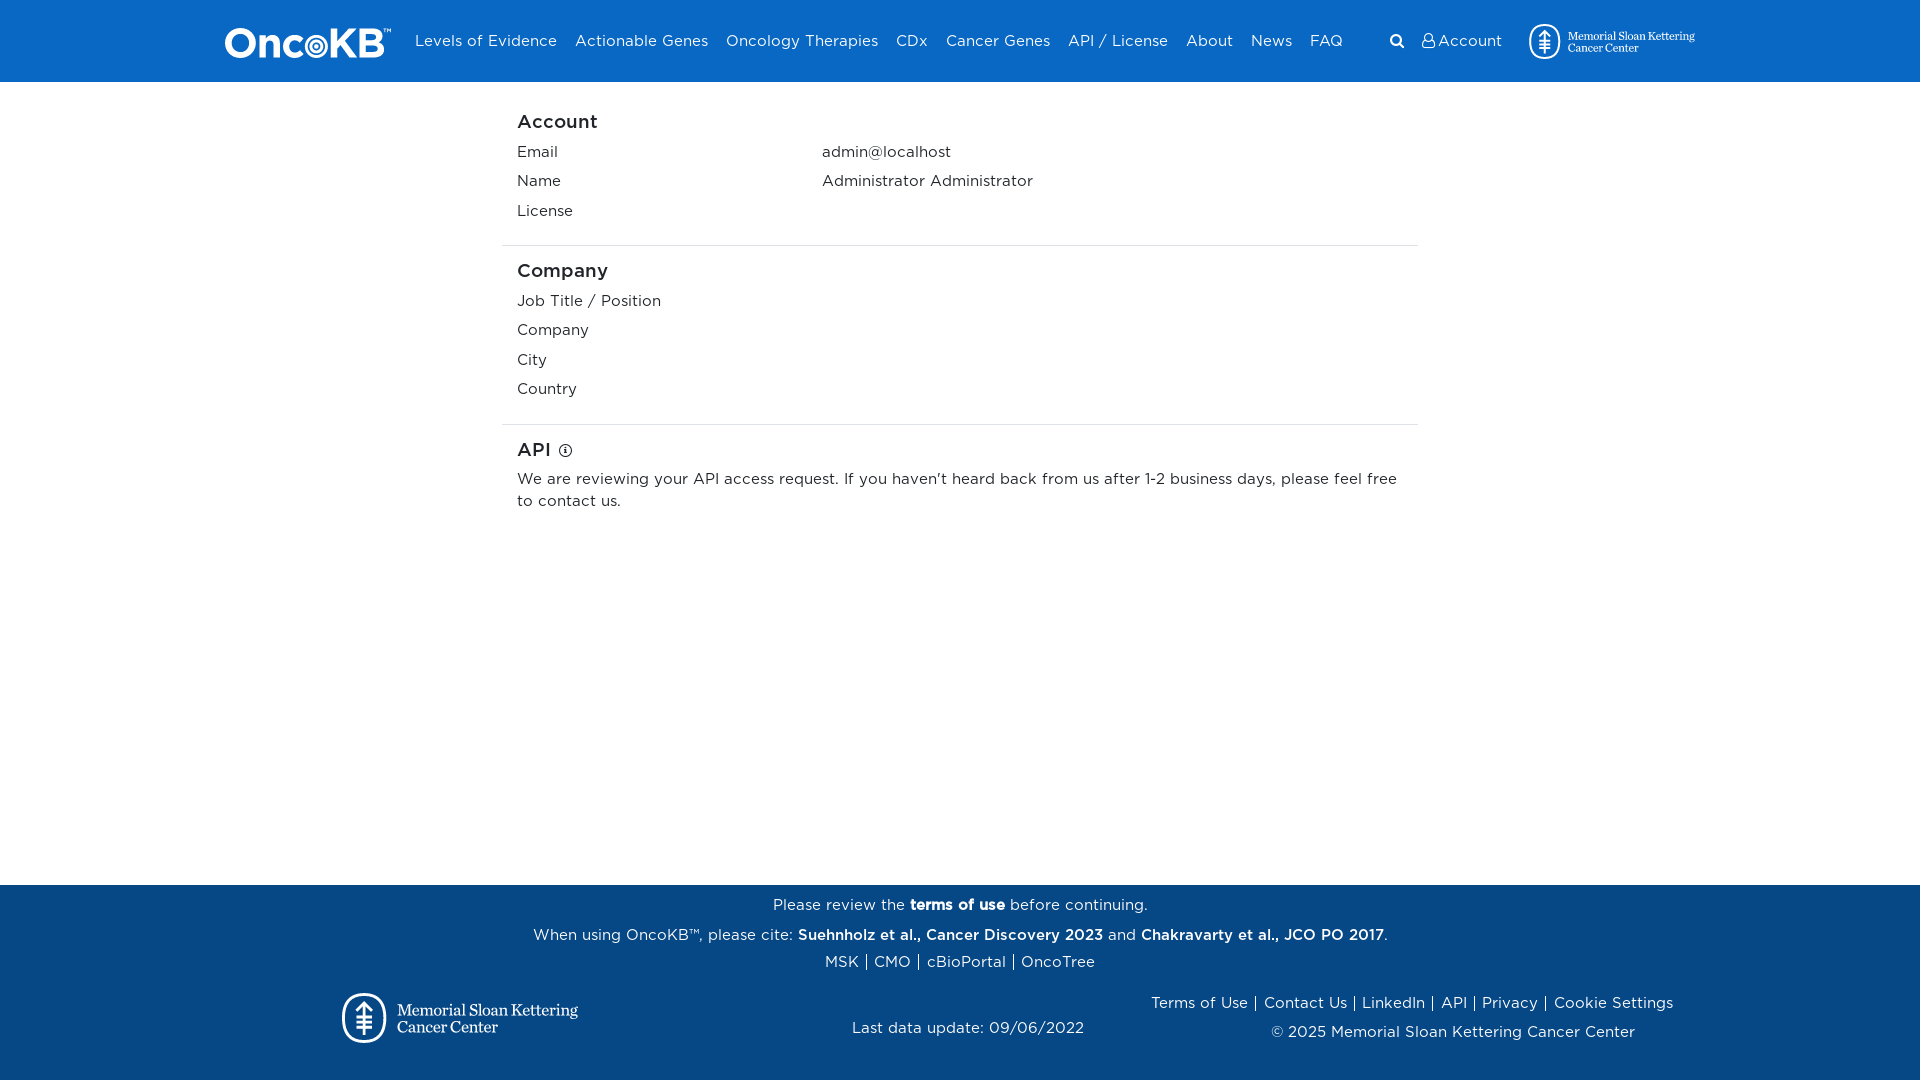 OncoKB™ Levels of Evidence Actionable Genes Oncology Therapies CDx Cancer Genes API / License About News FAQ Account Memorial Sloan Kettering
Cancer Center
Account
Email admin@localhost
Name Administrator Administrator
License
Company
Job Title / Position
Company
City
Country
API
We are reviewing your API access request. If you haven't heard back from us after 1-2 business days, please feel free
to contact us.
Please review the terms of use before continuing.
When using OncoKB™, please cite: Suehnholz et al., Cancer Discovery 2023 and Chakravarty et al., JCO PO 2017.
MSK | CMO | cBioPortal | OncoTree
Memorial Sloan Kettering
Cancer Center
Last data update: 09/06/2022
Terms of Use | Contact Us | LinkedIn | API | Privacy | Cookie Settings
© 2025 Memorial Sloan Kettering Cancer Center